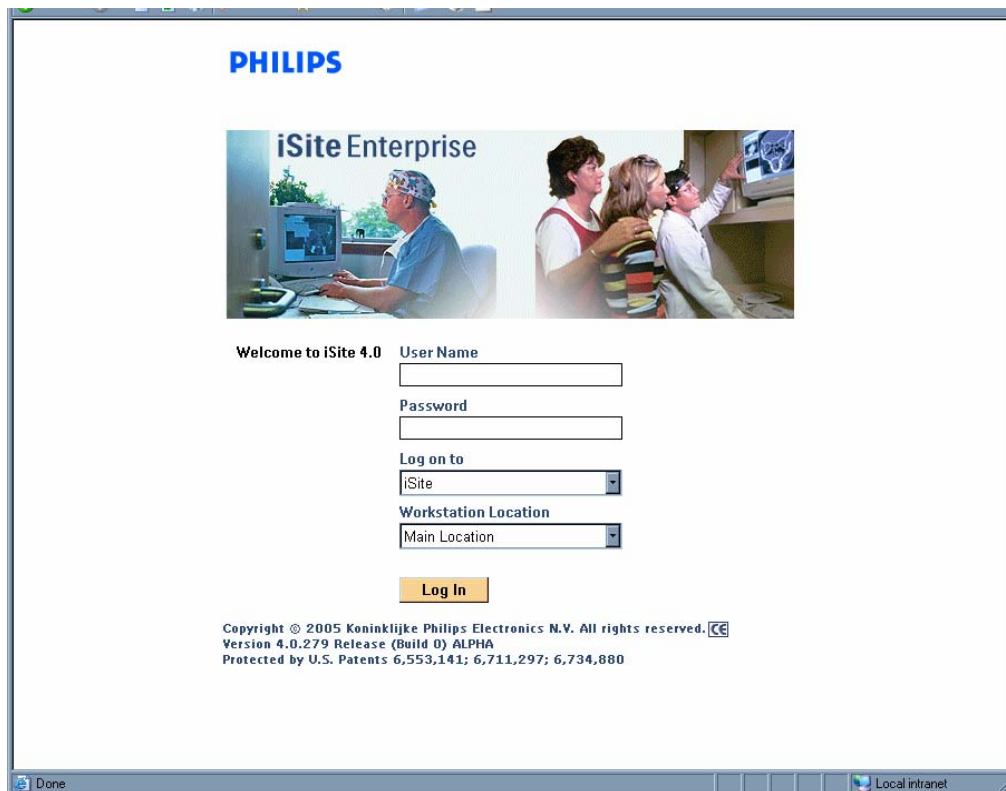 PHILIPS
iSite Enterprise
Welcome to iSite 4.0
User Name
Password
Log on to
iSite
Workstation Location
Main Location
Log In
Copyright © 2005 Koninklijke Philips Electronics N.V. All rights reserved. CE
Version 4.0.279 Release (Build 0) ALPHA
Protected by U.S. Patents 6,553,141; 6,711,297; 6,734,880
Done
Local intranet